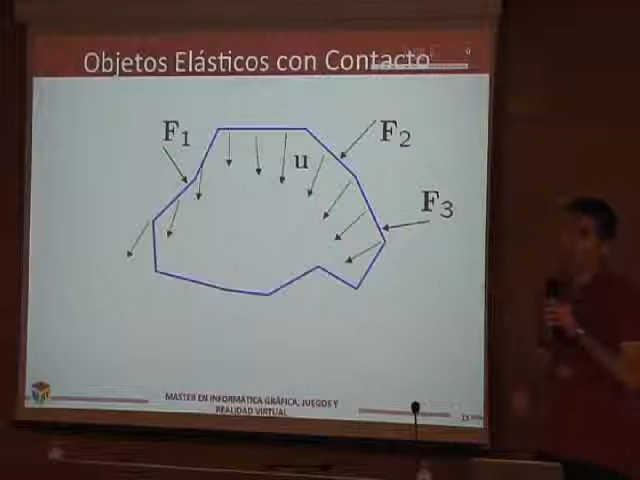 Objetos Elásticos con Contacto
F1
F2
u
F3
MASTER EN INFORMÁTICA GRÁFICA, JUEGOS Y
REALIDAD VIRTUAL